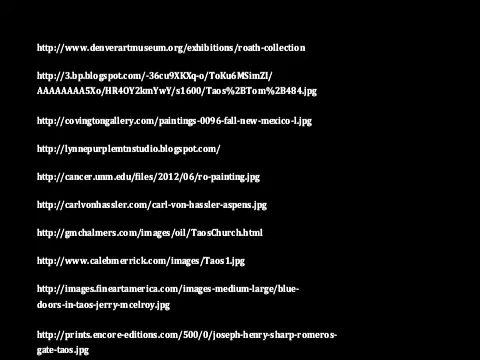 http://www.denverartmuseum.org/exhibitions/roath-collection
http://3.bp.blogspot.com/-36cu9XKXq-o/ToKu6MSimZI/
AAAAAAAA5Xo/HR4OY2kmYwY/s1600/Taos%2BTom%2B484.jpg
http://covingtongallery.com/paintings-0096-fall-new-mexico-l.jpg
http://lynnepurplemtnstudio.blogspot.com/
http://cancer.unm.edu/files/2012/06/ro-painting.jpg
http://carlvonhassler.com/carl-von-hassler-aspens.jpg
http://gmchalmers.com/images/oil/TaosChurch.html
http://www.calebmerrick.com/images/Taos1.jpg
http://images.fineartamerica.com/images-medium-large/blue-
doors-in-taos-jerry-mcelroy.jpg
http://prints.encore-editions.com/500/0/joseph-henry-sharp-romeros-
gate-taos.jpg